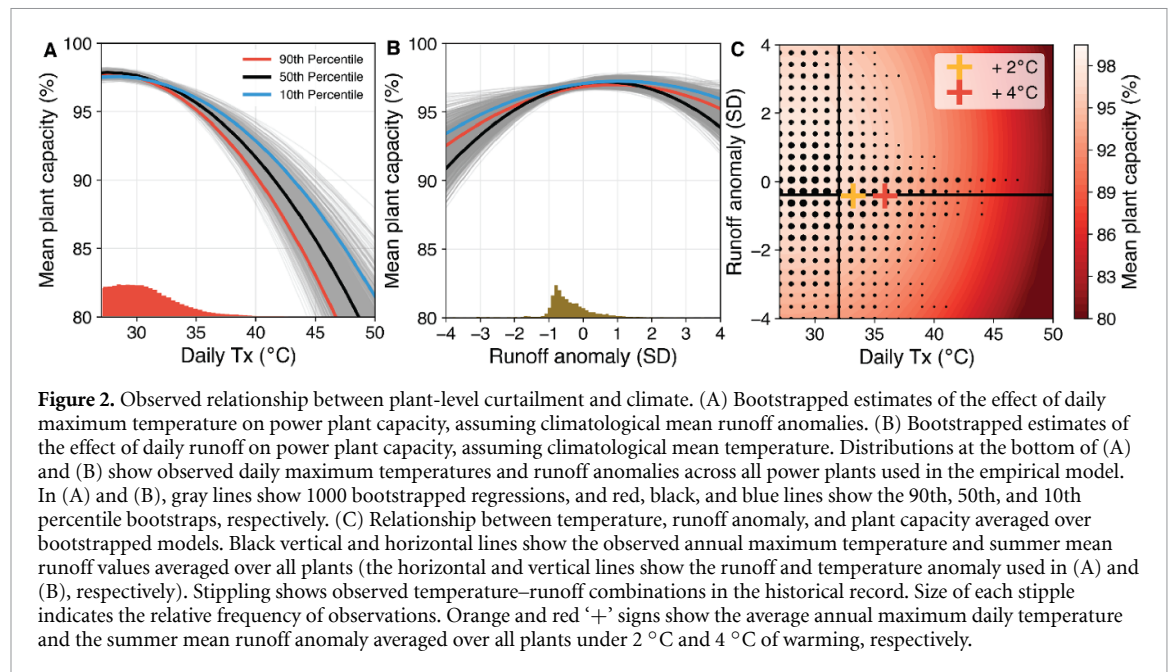 A
100
95
90
85
80
Mean plant capacity (%)
90th Percentile
50th Percentile
10th Percentile
30
35
40
45
50
Daily Tx (°C)
B
100
95
90
85
80
Mean plant capacity (%)
−4
−3
−2
−1
0
1
2
3
4
Runoff anomaly (SD)
C
4
2
0
−2
−4
Runoff anomaly (SD)
+ 2°C
+ 4°C
30
35
40
45
50
Daily Tx (°C)
98
95
92
89
86
83
80
Mean plant capacity (%)
Figure 2. Observed relationship between plant-level curtailment and climate. (A) Bootstrapped estimates of the effect of daily
maximum temperature on power plant capacity, assuming climatological mean runoff anomalies. (B) Bootstrapped estimates of
the effect of daily runoff on power plant capacity, assuming climatological mean temperature. Distributions at the bottom of (A)
and (B) show observed daily maximum temperatures and runoff anomalies across all power plants used in the empirical model.
In (A) and (B), gray lines show 1000 bootstrapped regressions, and red, black, and blue lines show the 90th, 50th, and 10th
percentile bootstraps, respectively. (C) Relationship between temperature, runoff anomaly, and plant capacity averaged over
bootstrapped models. Black vertical and horizontal lines show the observed annual maximum temperature and summer mean
runoff values averaged over all plants (the horizontal and vertical lines show the runoff and temperature anomaly used in (A) and
(B), respectively). Stippling shows observed temperature–runoff combinations in the historical record. Size of each stipple
indicates the relative frequency of observations. Orange and red ‘+’ signs show the average annual maximum daily temperature
and the summer mean runoff anomaly averaged over all plants under 2 °C and 4 °C of warming, respectively.